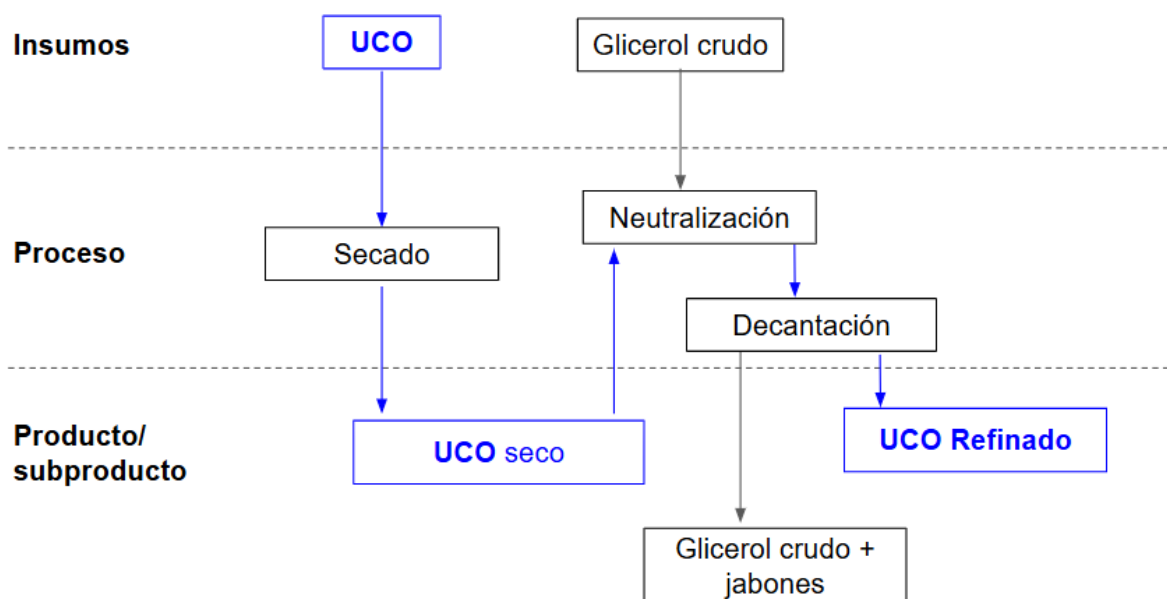 Insumos
UCO
Glicerol crudo
Neutralización
Proceso
Secado
Decantación
Producto/
subproducto
UCO seco
UCO Refinado
Glicerol crudo +
jabones